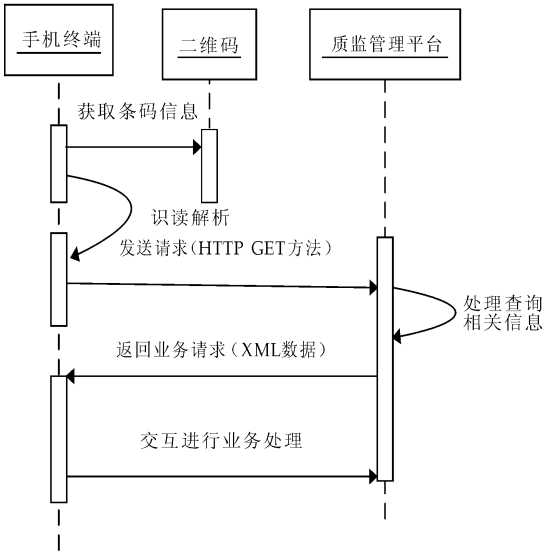 手机终端
二维码
质监管理平台
获取条码信息
识读解析
发送请求(HTTP GET方法)
处理查询
相关信息
返回业务请求(XML数据)
交互进行业务处理